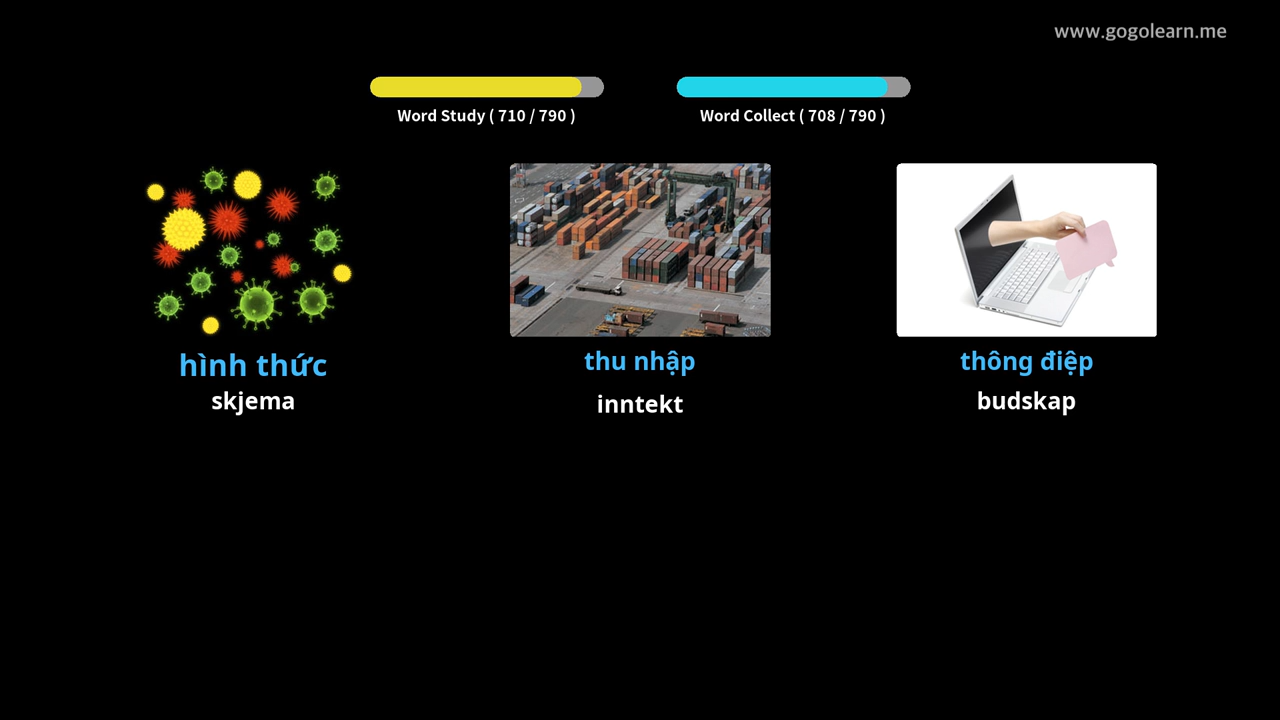 www.gogolearn.me
Word Study ( 710 / 790 )
Word Collect ( 708 / 790 )
hình thức
skjema
thu nhập
inntekt
thông điệp
budskap